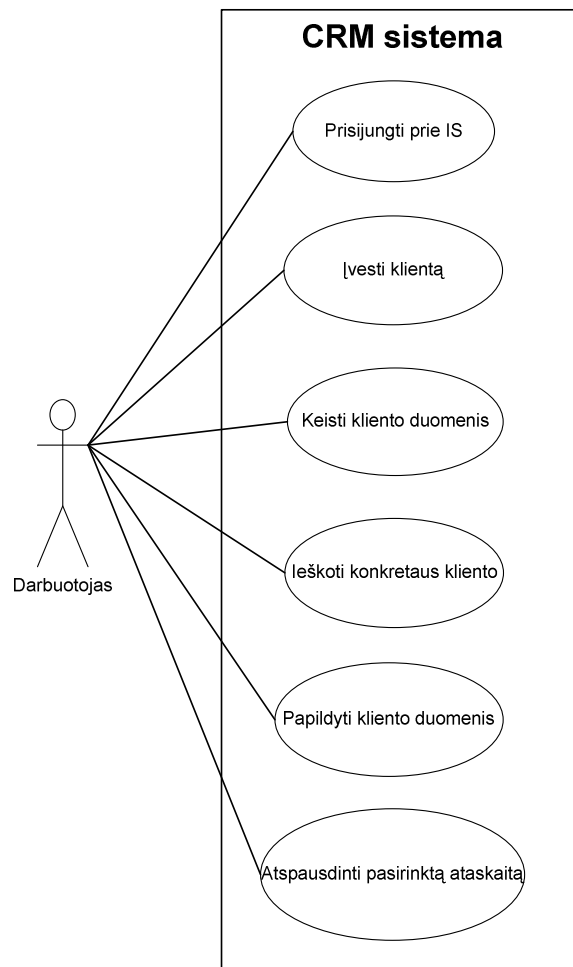 CRM sistema
Prisijungti prie IS
Įvesti klientą
Keisti kliento duomenis
Ieškoti konkretaus kliento
Darbuotojas
Papildyti kliento duomenis
Atspausdinti pasirinktą ataskaitą